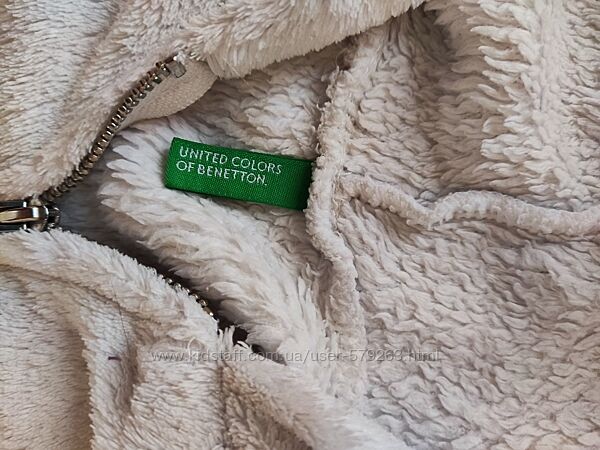 UNITED COLORS
OF BENETTON.
© www.kidstaff.com.ua/user-579263.html